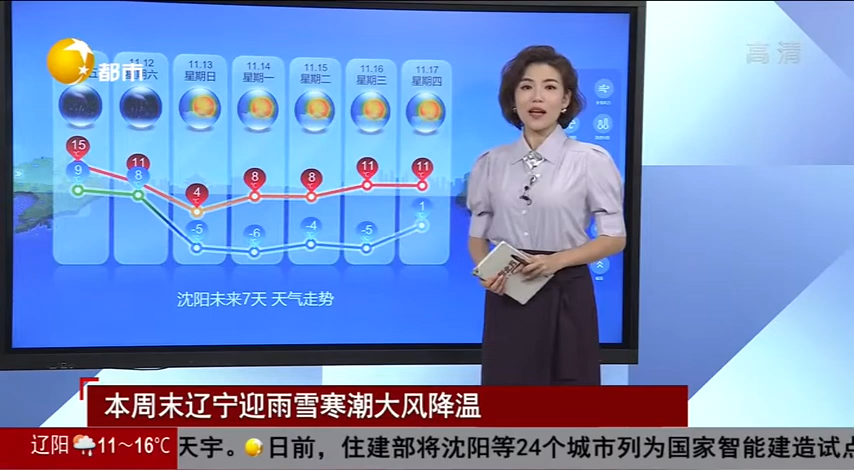 高清
都市
五 11.12 11.13 11.14 11.15 11.16 11.17
星期六 星期日 星期一 星期二 星期三 星期四
15℃ 11 4℃ 8℃ 8℃ 11℃ 11℃
9 8 -5 -6 -4 -5 1
沈阳未来7天 天气走势
本周末辽宁迎雨雪寒潮大风降温
辽阳 11~16℃ 天宇。 日前，住建部将沈阳等24个城市列为国家智能建造试点